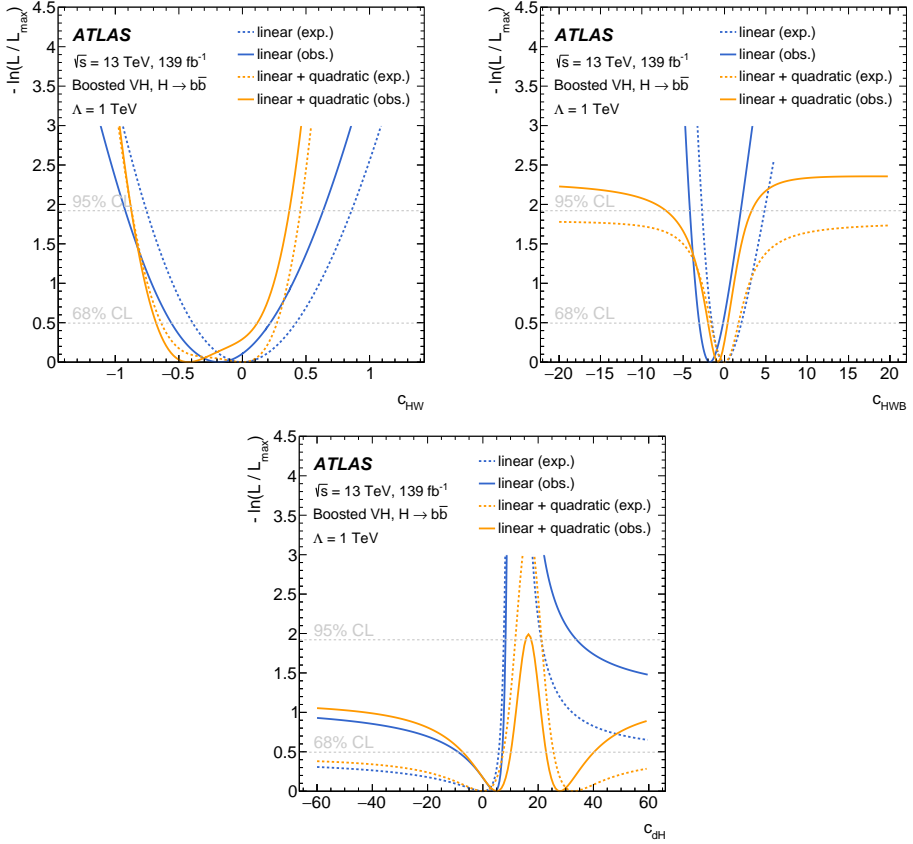 - ln(L / L_max)
4.5
4
3.5
3
2.5
2
1.5
1
0.5
0
ATLAS
√s = 13 TeV, 139 fb⁻¹
Boosted VH, H → bb̅
Λ = 1 TeV
linear (exp.)
linear (obs.)
linear + quadratic (exp.)
linear + quadratic (obs.)
95% CL
68% CL
−1 −0.5 0 0.5 1
c_HW
- ln(L / L_max)
4.5
4
3.5
3
2.5
2
1.5
1
0.5
0
ATLAS
√s = 13 TeV, 139 fb⁻¹
Boosted VH, H → bb̅
Λ = 1 TeV
linear (exp.)
linear (obs.)
linear + quadratic (exp.)
linear + quadratic (obs.)
95% CL
68% CL
−20 −15 −10 −5 0 5 10 15 20
c_HWB
- ln(L / L_max)
4.5
4
3.5
3
2.5
2
1.5
1
0.5
0
ATLAS
√s = 13 TeV, 139 fb⁻¹
Boosted VH, H → bb̅
Λ = 1 TeV
linear (exp.)
linear (obs.)
linear + quadratic (exp.)
linear + quadratic (obs.)
95% CL
68% CL
−60 −40 −20 0 20 40 60
c_dH